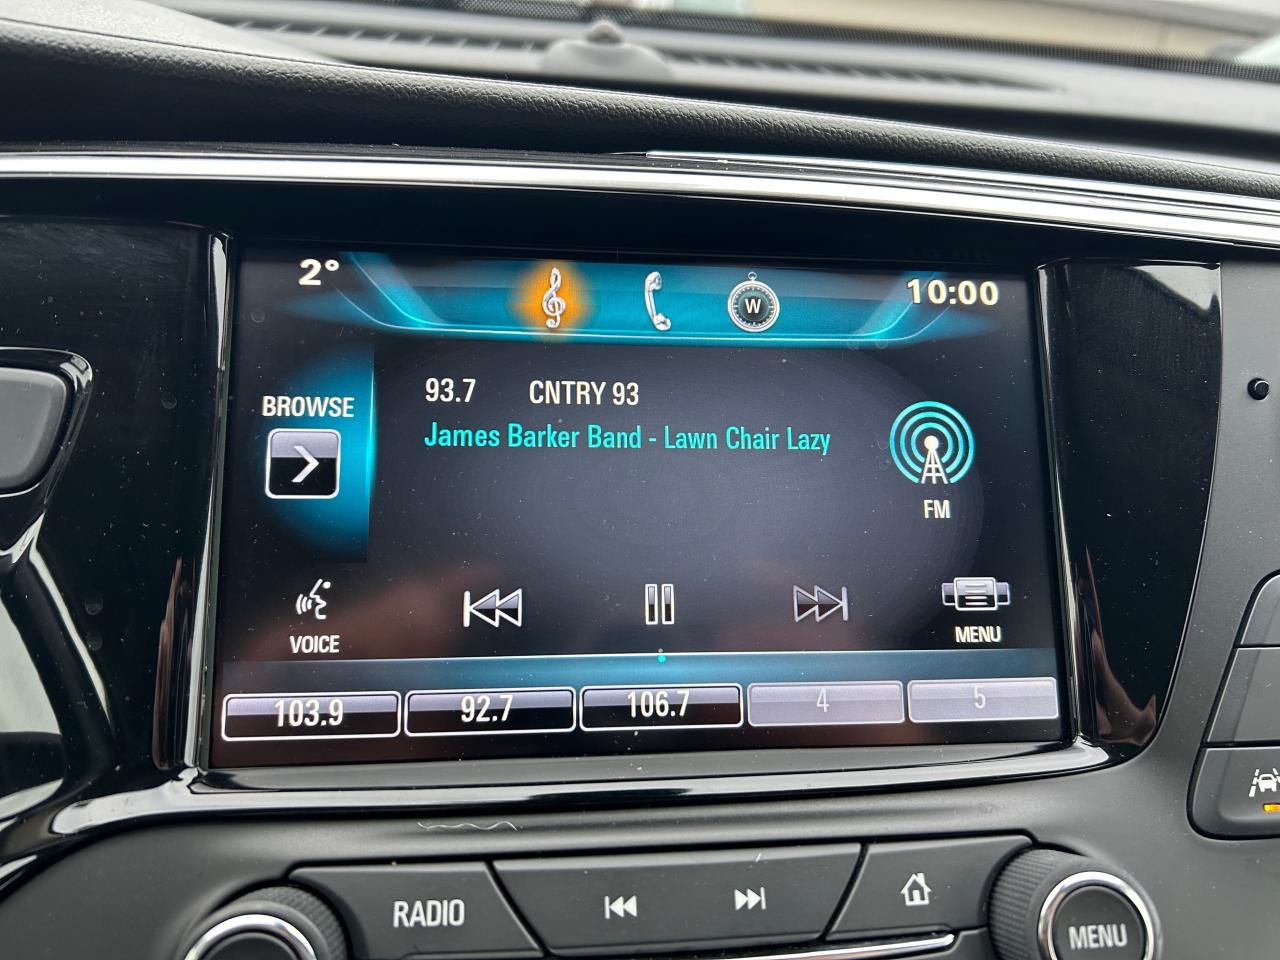 2° 10:00
W
93.7 CNTRY 93
BROWSE
James Barker Band - Lawn Chair Lazy
FM
VOICE
MENU
103.9 92.7 106.7 4 5
RADIO
MENU